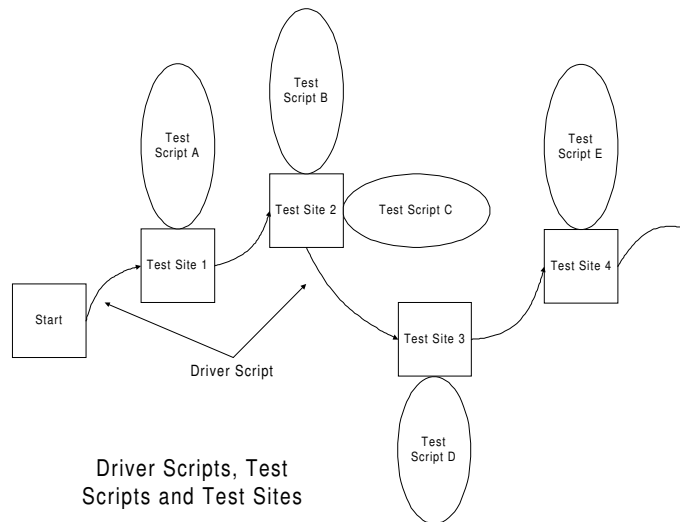 Test
Script B
Test
Script A
Test
Script E
Test Site 2
Test Script C
Test Site 1
Test Site 4
Start
Test Site 3
Driver Script
Test
Script D
Driver Scripts, Test
Scripts and Test Sites